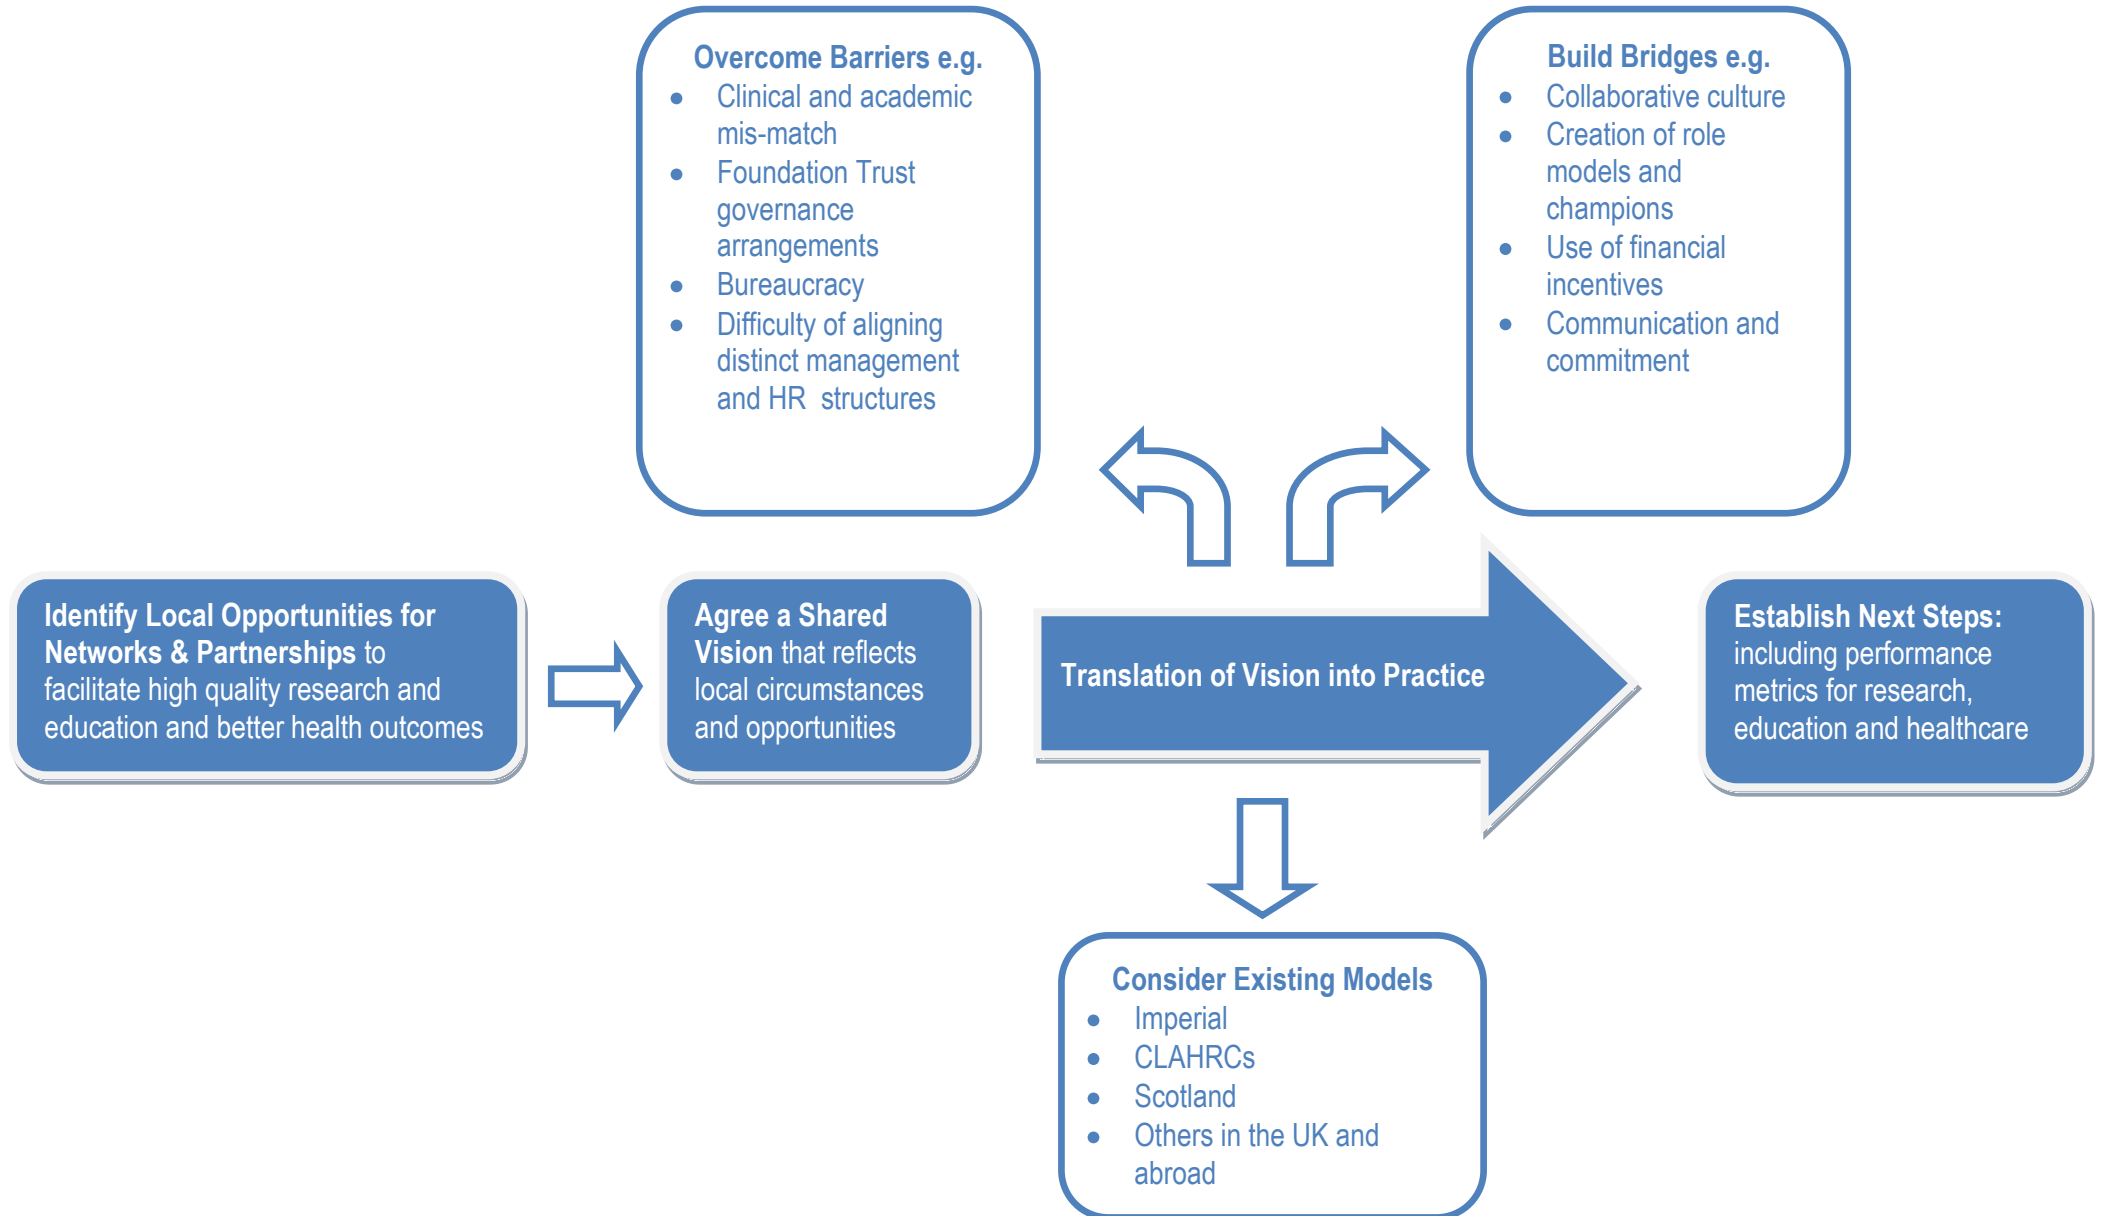 Overcome Barriers e.g.
• Clinical and academic
mis-match
• Foundation Trust
governance
arrangements
• Bureaucracy
• Difficulty of aligning
distinct management
and HR structures
Build Bridges e.g.
• Collaborative culture
• Creation of role
models and
champions
• Use of financial
incentives
• Communication and
commitment
Identify Local Opportunities for
Networks & Partnerships to
facilitate high quality research and
education and better health outcomes
Agree a Shared
Vision that reflects
local circumstances
and opportunities
Translation of Vision into Practice
Establish Next Steps:
including performance
metrics for research,
education and healthcare
Consider Existing Models
• Imperial
• CLAHRCs
• Scotland
• Others in the UK and
abroad